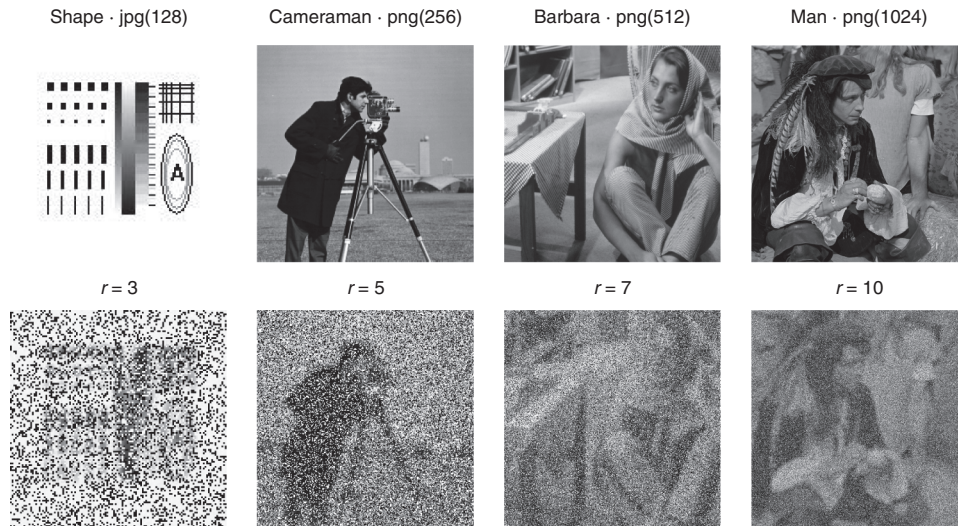 Shape · jpg(128) Cameraman · png(256) Barbara · png(512) Man · png(1024)
A
r = 3 r = 5 r = 7 r = 10